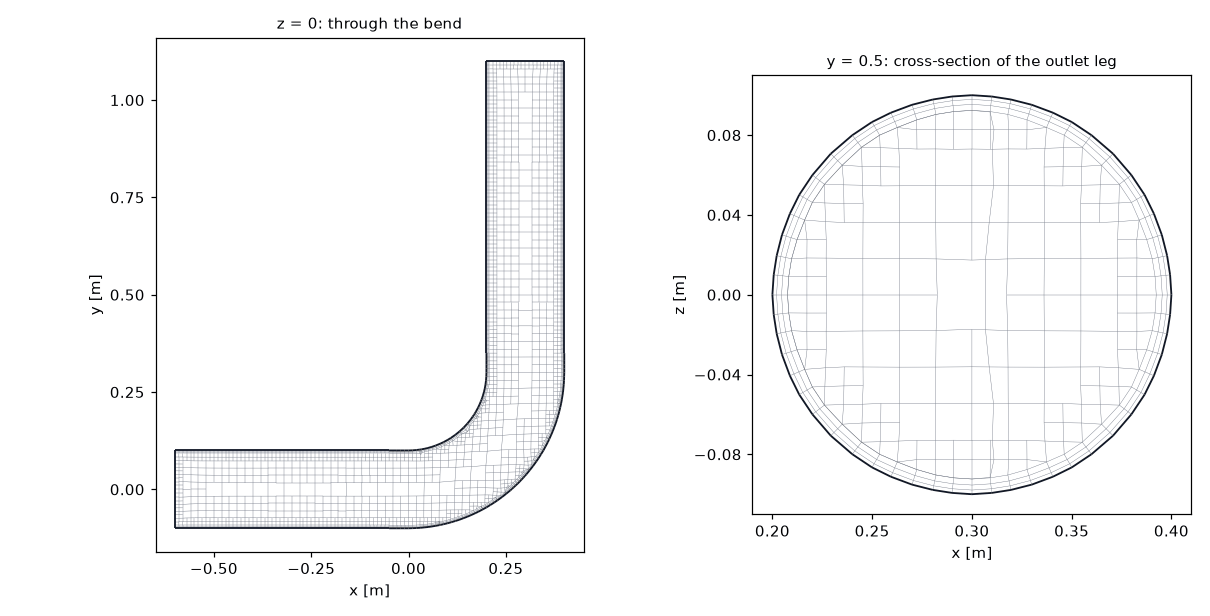 z = 0: through the bend
y [m]
1.00
0.75
0.50
0.25
0.00
−0.50 −0.25 0.00 0.25
x [m]
y = 0.5: cross-section of the outlet leg
z [m]
0.08
0.04
0.00
−0.04
−0.08
0.20 0.25 0.30 0.35 0.40
x [m]